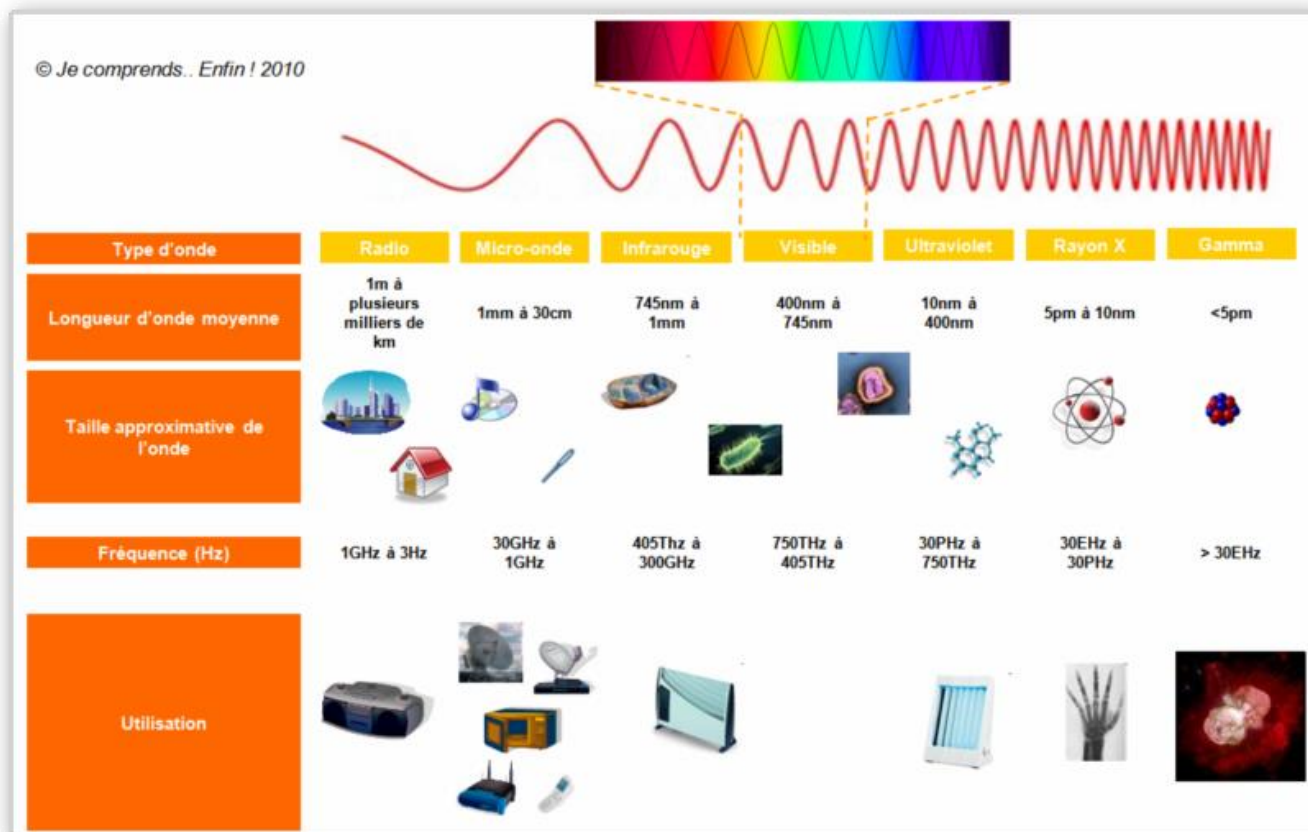 © Je comprends.. Enfin ! 2010
Type d'onde
Radio
Micro-onde
Infrarouge
Visible
Ultraviolet
Rayon X
Gamma
Longueur d'onde moyenne
1m à
plusieurs
milliers de
km
1mm à 30cm
745nm à
1mm
400nm à
745nm
10nm à
400nm
5pm à 10nm
<5pm
Taille approximative de
l'onde
Fréquence (Hz)
1GHz à 3Hz
30GHz à
1GHz
405Thz à
300GHz
750THz à
405THz
30PHz à
750THz
30EHz à
30PHz
> 30EHz
Utilisation